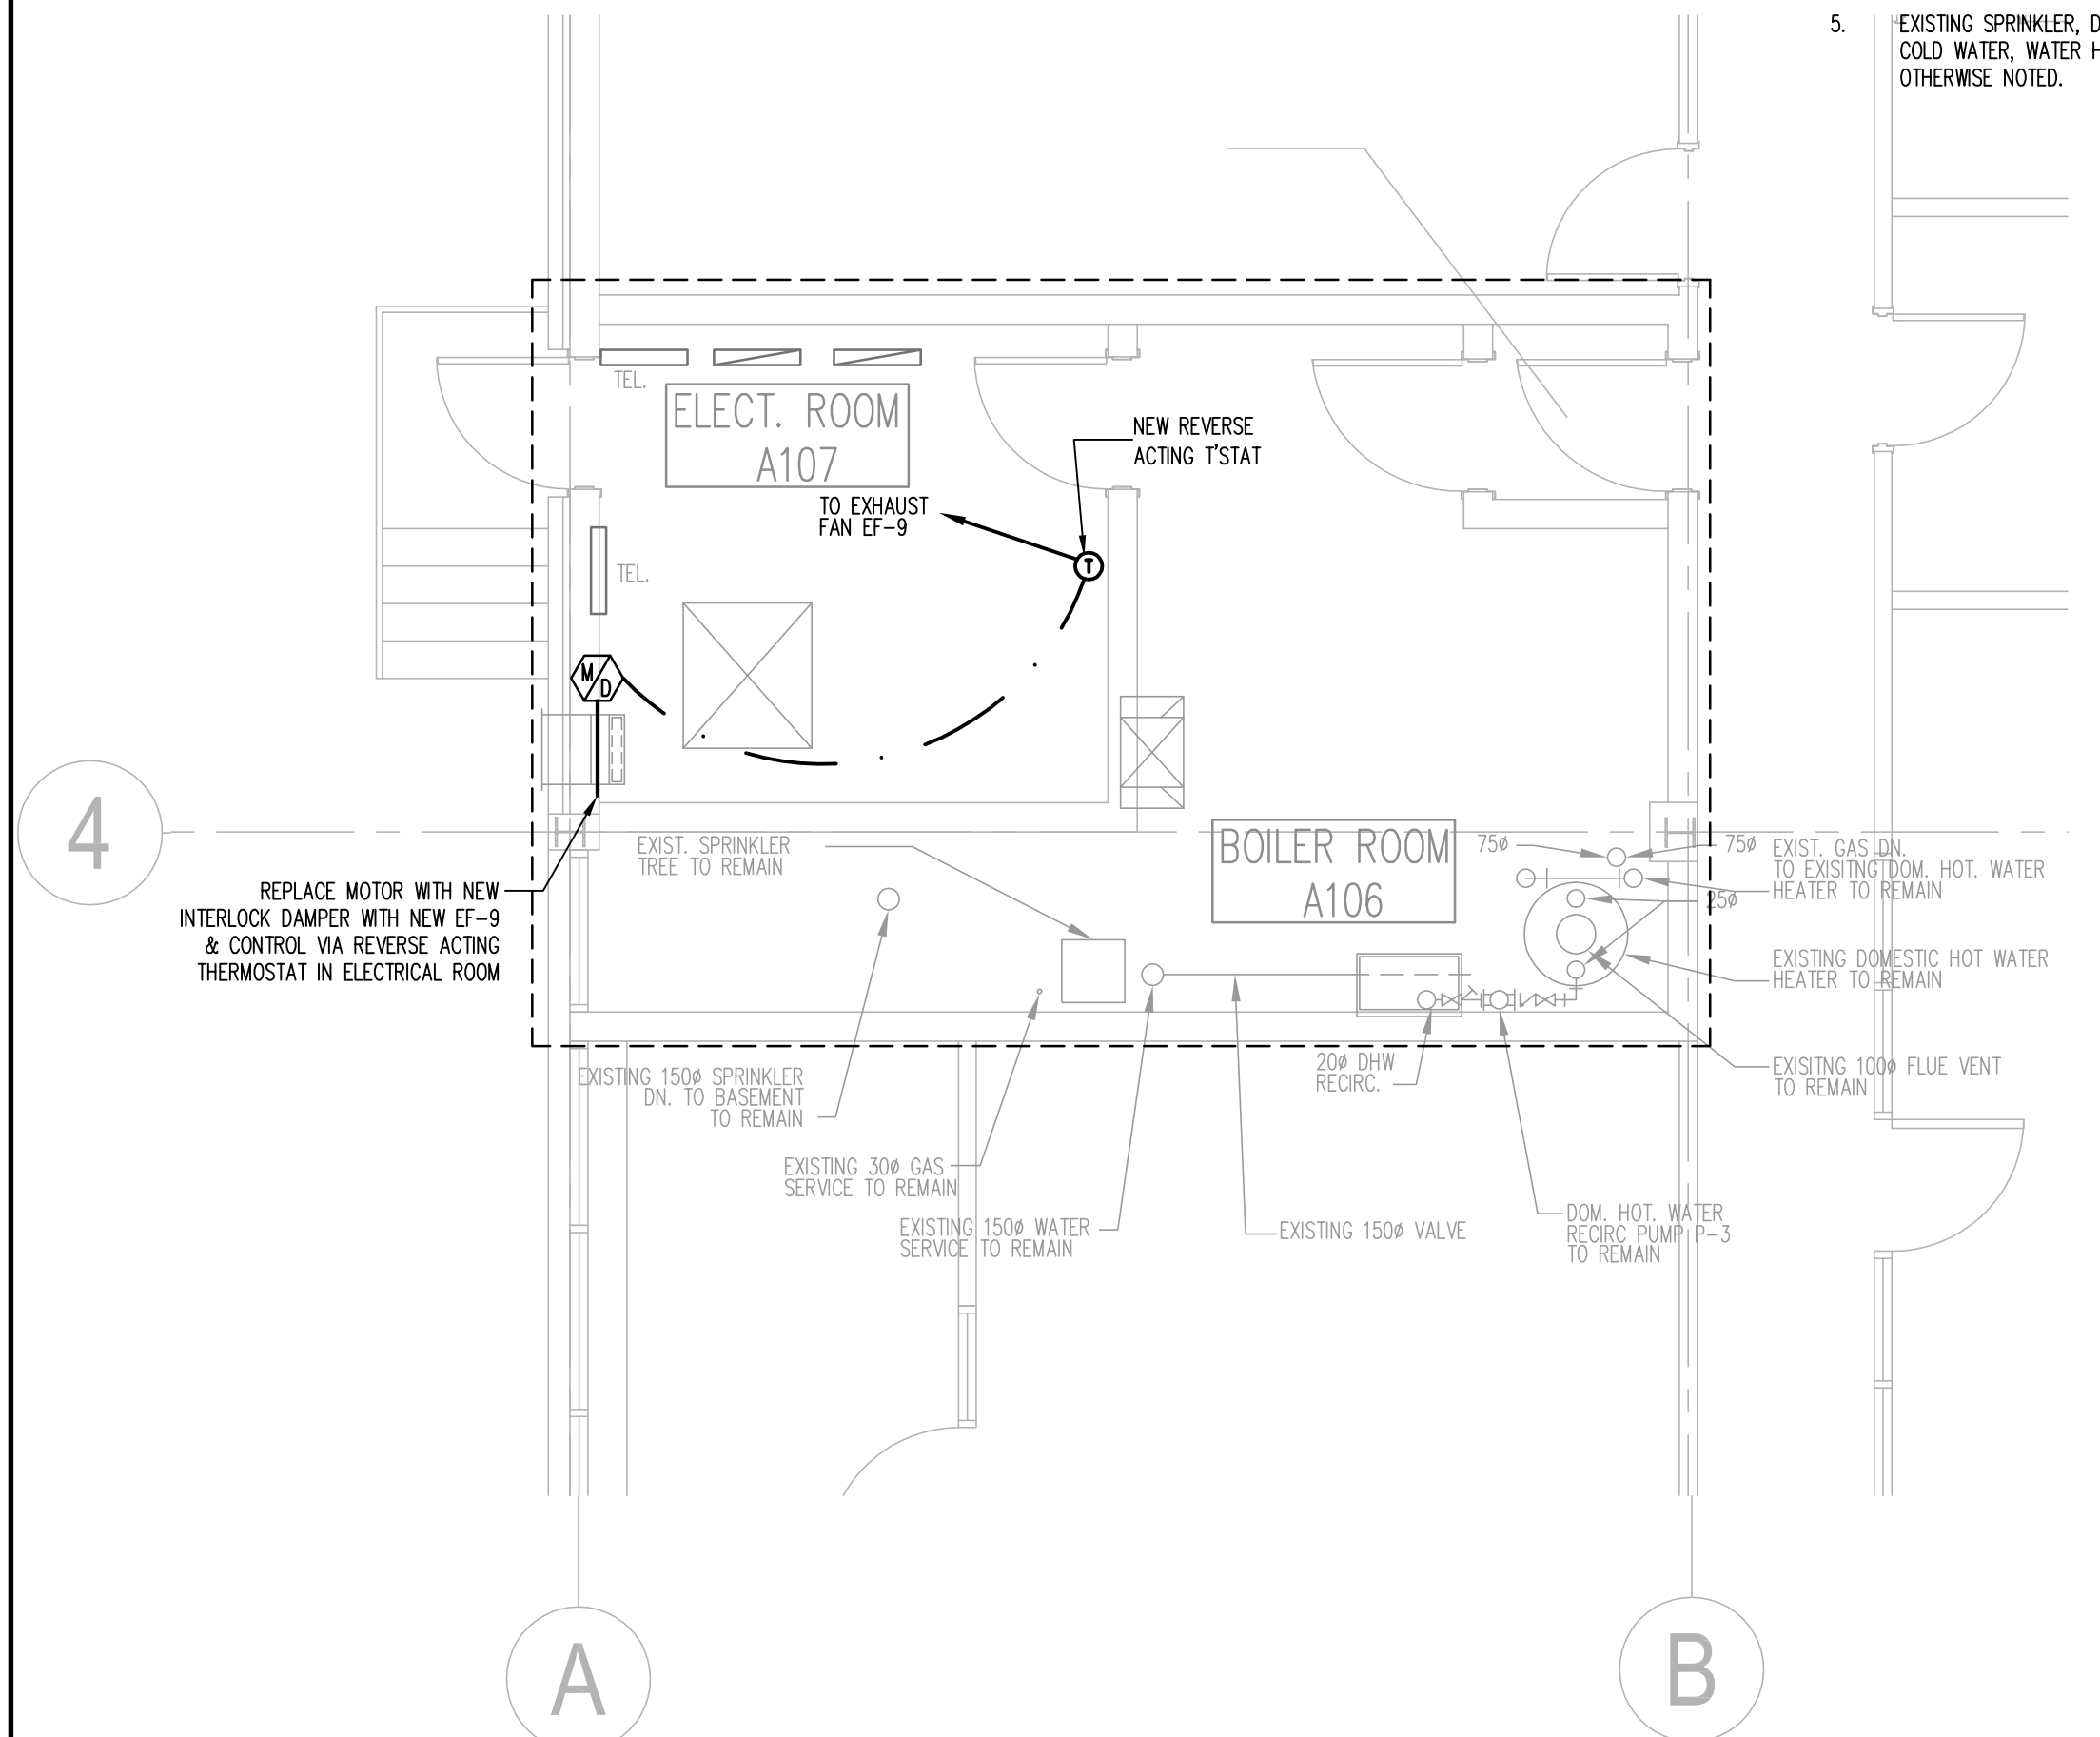 5. EXISTING SPRINKLER, D
COLD WATER, WATER H
OTHERWISE NOTED.
TEL.
ELECT. ROOM
A107
NEW REVERSE
ACTING T'STAT
TO EXHAUST
FAN EF-9
T
TEL.
M/D
4
EXIST. SPRINKLER
TREE TO REMAIN
BOILER ROOM
A106
75ø
75ø
EXIST. GAS DN.
TO EXISITNG DOM. HOT. WATER
HEATER TO REMAIN
25ø
REPLACE MOTOR WITH NEW
INTERLOCK DAMPER WITH NEW EF-9
& CONTROL VIA REVERSE ACTING
THERMOSTAT IN ELECTRICAL ROOM
EXISTING DOMESTIC HOT WATER
HEATER TO REMAIN
EXISTING 150ø SPRINKLER
DN. TO BASEMENT
TO REMAIN
20ø DHW
RECIRC.
EXISITNG 100ø FLUE VENT
TO REMAIN
EXISTING 30ø GAS
SERVICE TO REMAIN
EXISTING 150ø WATER
SERVICE TO REMAIN
EXISTING 150ø VALVE
DOM. HOT. WATER
RECIRC PUMP P-3
TO REMAIN
A
B